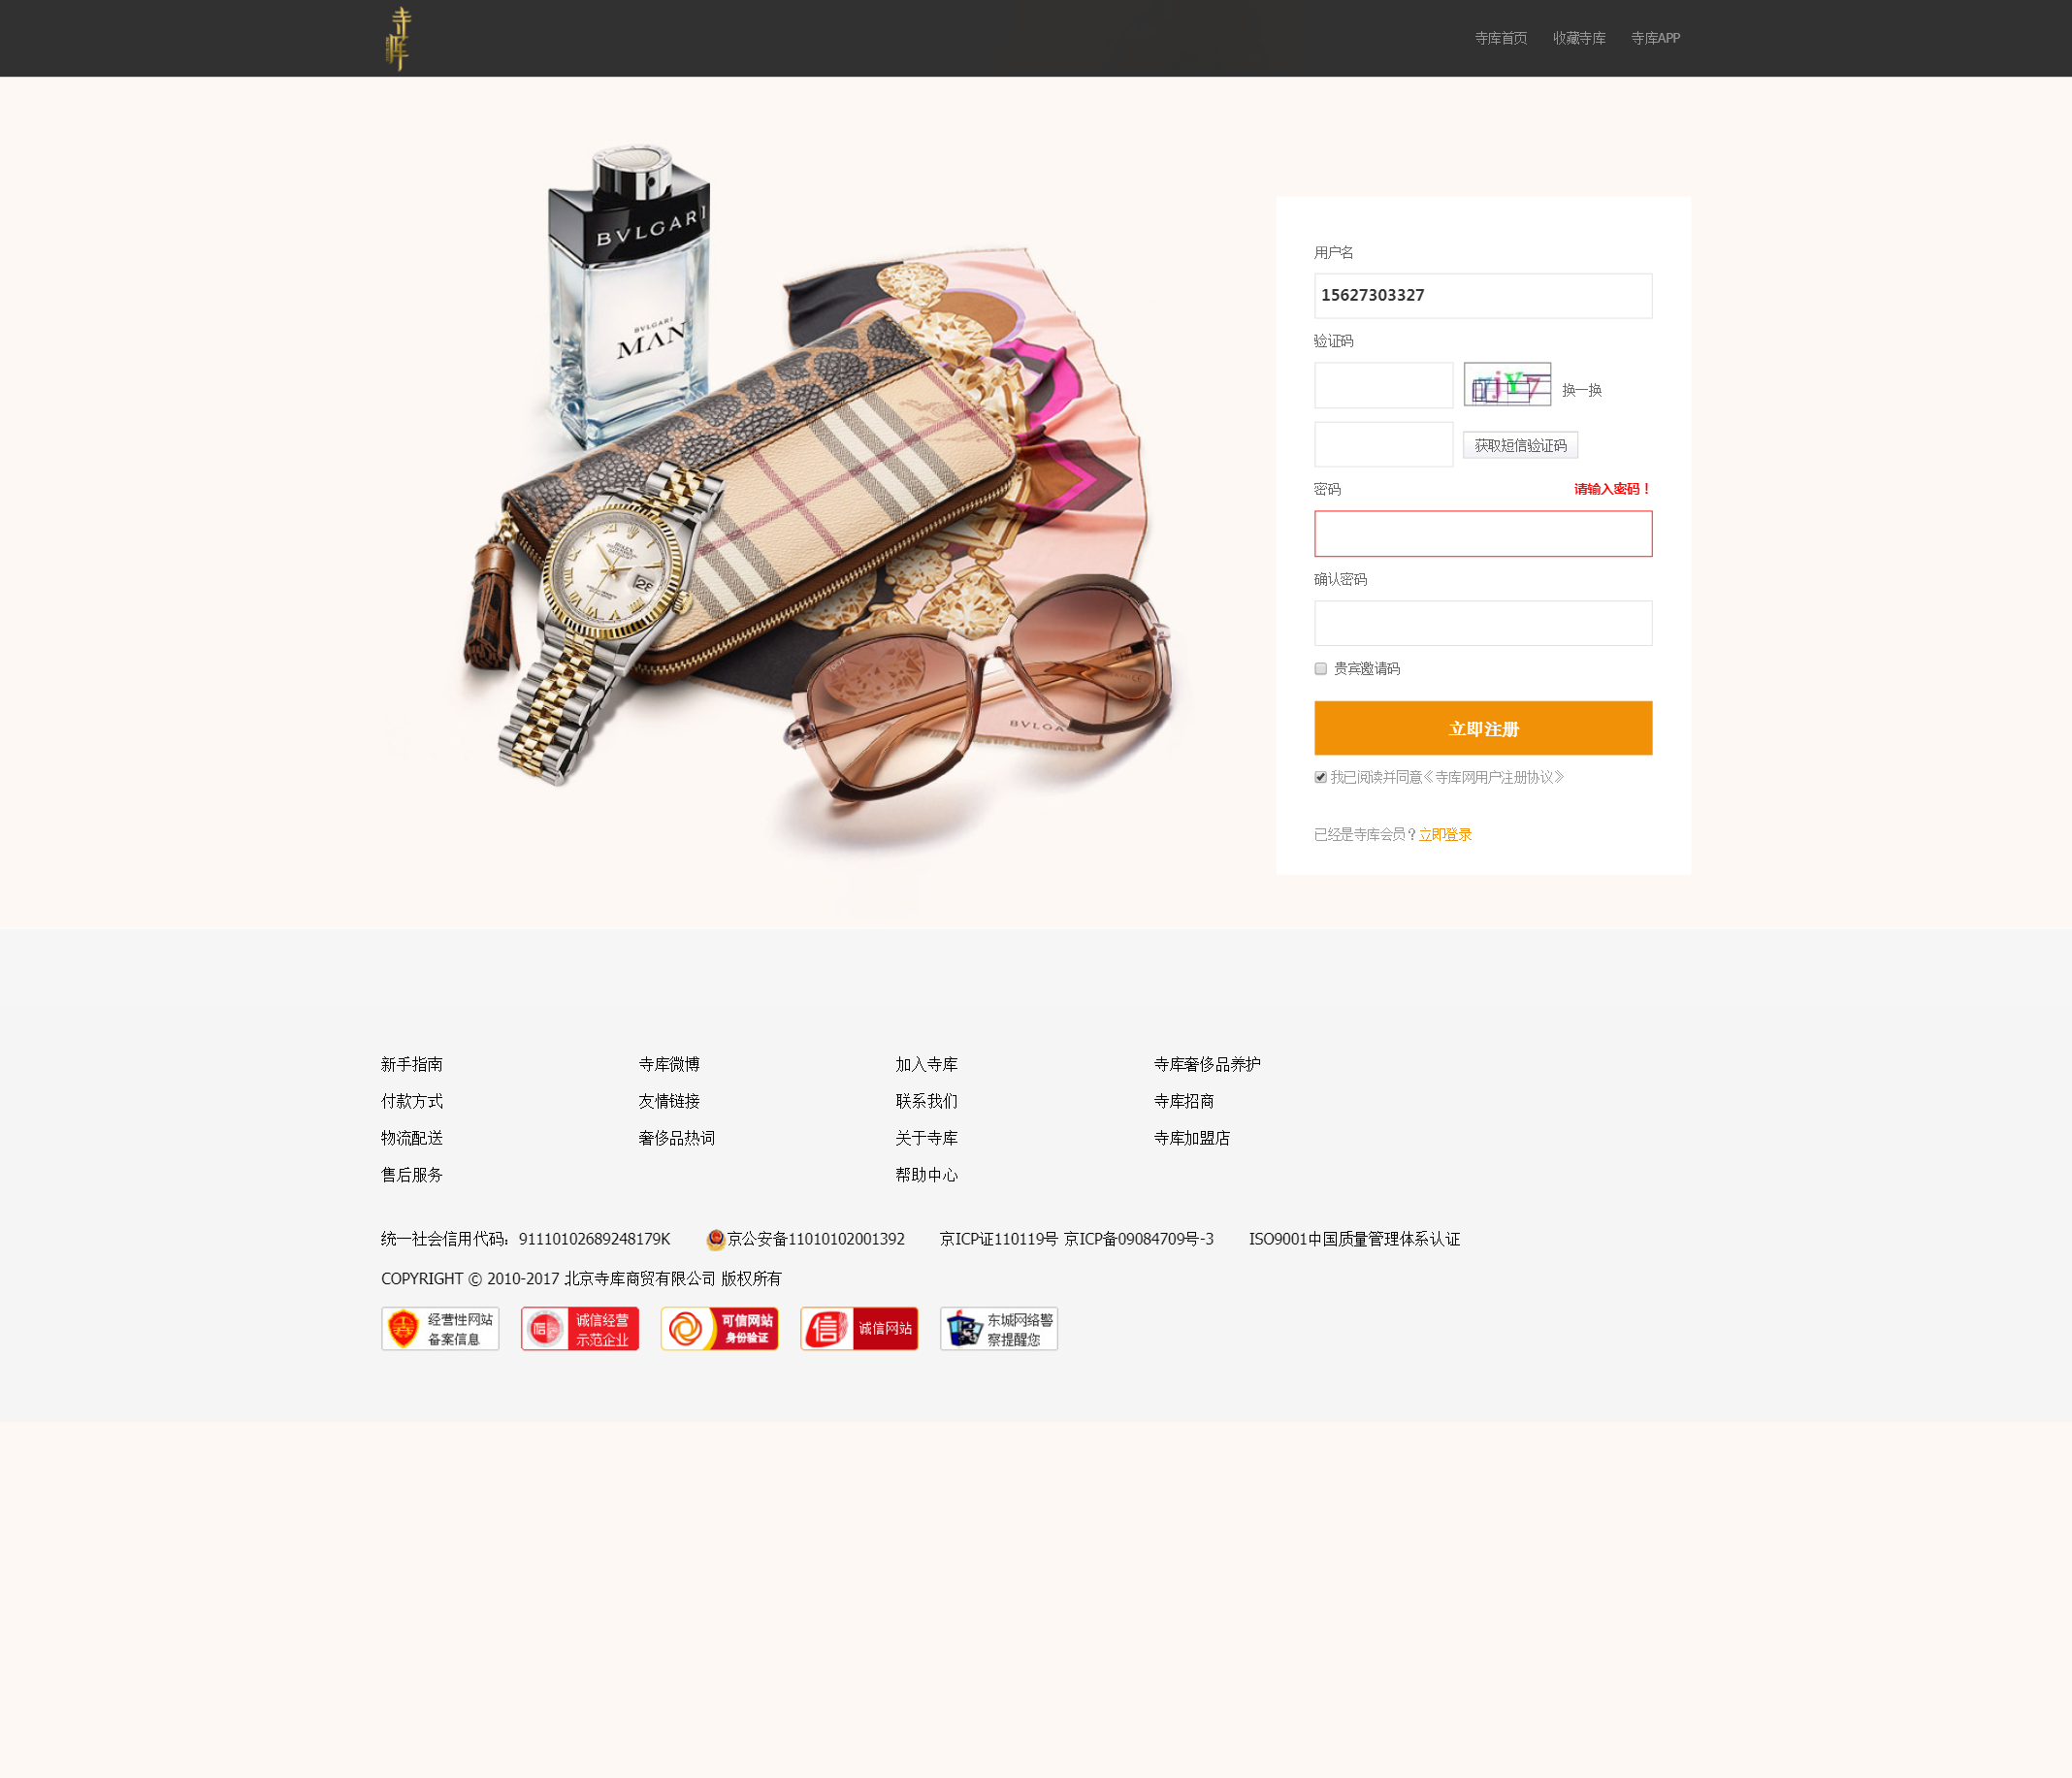 寺库
寺库首页 收藏寺库 寺库APP
BVLGARI
BVLGARI
MAN
ROLEX
28
TOUS
BVLGA
用户名
15627303327
验证码
换一换
获取短信验证码
密码 请输入密码！
确认密码
贵宾邀请码
立即注册
我已阅读并同意《寺库网用户注册协议》
已经是寺库会员？立即登录
新手指南 寺库微博 加入寺库 寺库奢侈品养护
付款方式 友情链接 联系我们 寺库招商
物流配送 奢侈品热词 关于寺库 寺库加盟店
售后服务 帮助中心
统一社会信用代码：91110102689248179K 京公安备11010102001392 京ICP证110119号 京ICP备09084709号-3 ISO9001中国质量管理体系认证
COPYRIGHT © 2010-2017 北京寺库商贸有限公司 版权所有
经营性网站
备案信息
诚信经营
示范企业
可信网站
身份验证
信 诚信网站
东城网络警
察提醒您